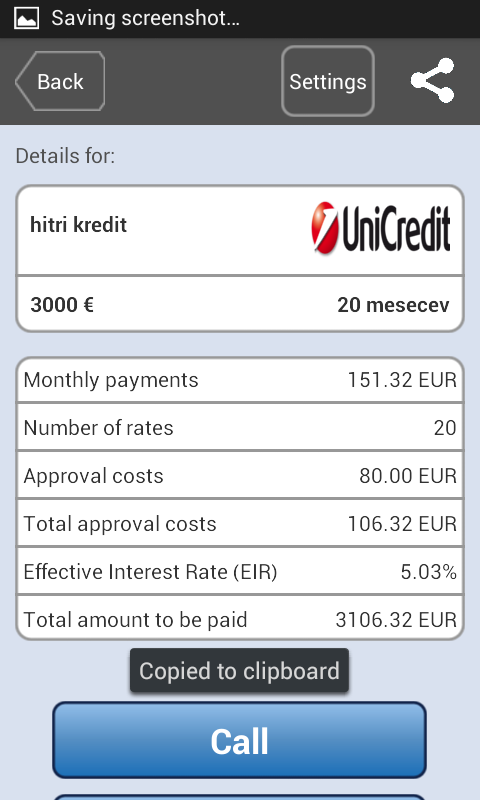 Saving screenshot...
Back
Settings
Details for:
hitri kredit
UniCredit
3000 € 20 mesecev
Monthly payments 151.32 EUR
Number of rates 20
Approval costs 80.00 EUR
Total approval costs 106.32 EUR
Effective Interest Rate (EIR) 5.03%
Total amount to be paid 3106.32 EUR
Copied to clipboard
Call